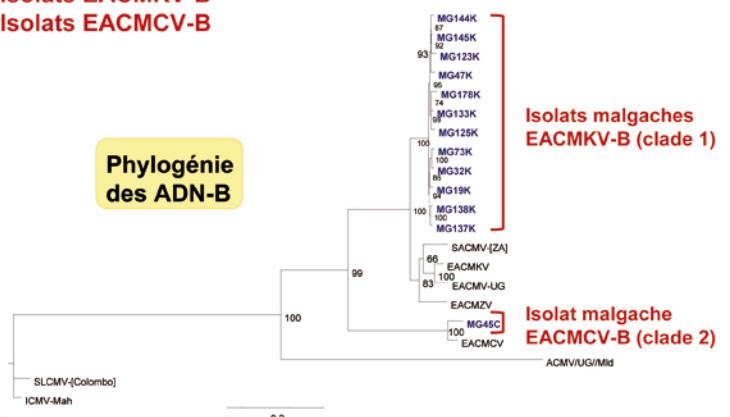 Isolats EACMKV-B
Isolats EACMCV-B
MG144K
87
MG145K
92
93
MG123K
MG47K
95
MG178K
74
MG133K
98
MG125K
100
MG73K
100
MG32K
86
MG19K
94
MG138K
100
100
MG137K
Isolats malgaches
EACMKV-B (clade 1)
Phylogénie
des ADN-B
SACMV-[ZA]
66
EACMKV
100
83
EACMV-UG
EACMZV
99
MG45C
100
EACMCV
Isolat malgache
EACMCV-B (clade 2)
100
ACMV/UG//Mld
SLCMV-[Colombo]
ICMV-Mah